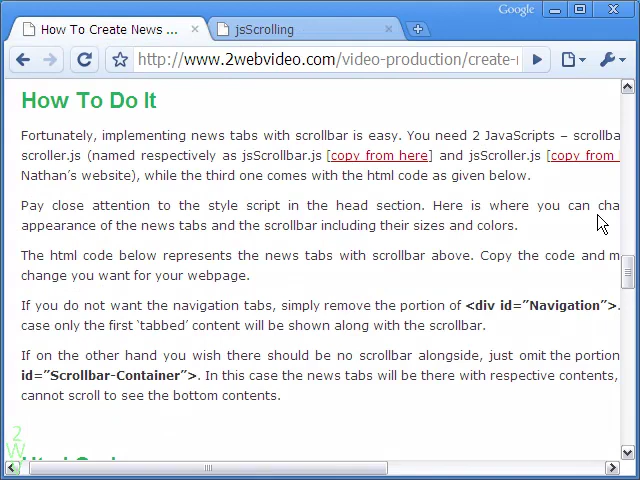 Google
How To Create News ...
jsScrolling
http://www.2webvideo.com/video-production/create-
How To Do It
Fortunately, implementing news tabs with scrollbar is easy. You need 2 JavaScripts – scrollba
scroller.js (named respectively as jsScrollbar.js [copy from here] and jsScroller.js [copy from
Nathan's website), while the third one comes with the html code as given below.
Pay close attention to the style script in the head section. Here is where you can cha
appearance of the news tabs and the scrollbar including their sizes and colors.
The html code below represents the news tabs with scrollbar above. Copy the code and m
change you want for your webpage.
If you do not want the navigation tabs, simply remove the portion of <div id="Navigation">.
case only the first 'tabbed' content will be shown along with the scrollbar.
If on the other hand you wish there should be no scrollbar alongside, just omit the portion
id="Scrollbar-Container">. In this case the news tabs will be there with respective contents,
cannot scroll to see the bottom contents.
2
W